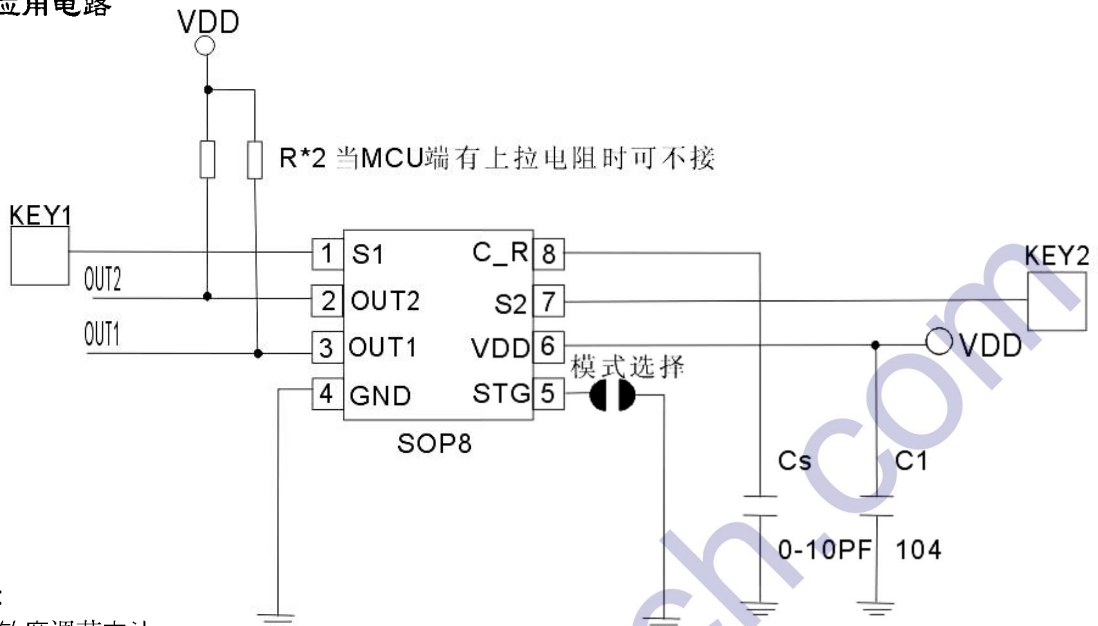 应用电路
VDD
R*2 当MCU端有上拉电阻时可不接
KEY1
OUT2
OUT1
1 S1
2 OUT2
3 OUT1
4 GND
C_R 8
S2 7
VDD 6
STG 5
SOP8
模式选择
KEY2
VDD
Cs
C1
0-10PF
104
ch.com